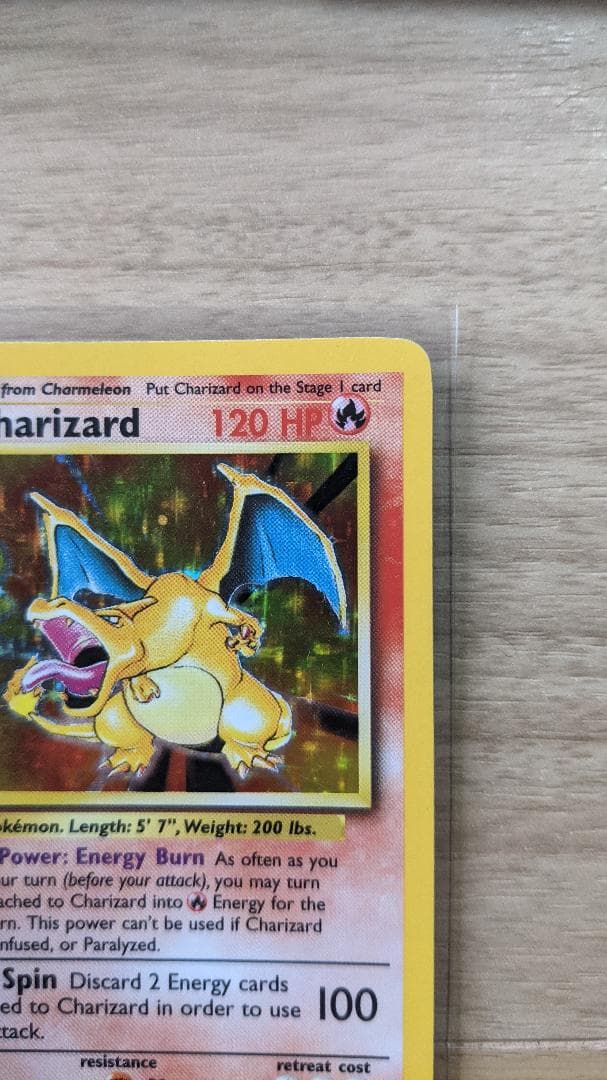 from Charmeleon Put Charizard on the Stage 1 card
harizard 120 HP
kémon. Length: 5' 7", Weight: 200 lbs.
Power: Energy Burn As often as you
ur turn (before your attack), you may turn
ached to Charizard into Energy for the
rn. This power can't be used if Charizard
nfused, or Paralyzed.
Spin Discard 2 Energy cards
ed to Charizard in order to use 100
tack.
resistance retreat cost